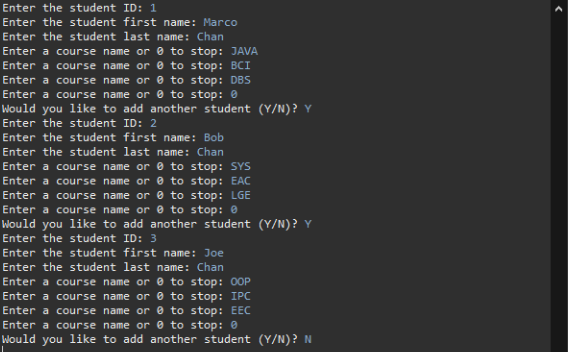 Enter the student ID: 1
Enter the student first name: Marco
Enter the student last name: Chan
Enter a course name or 0 to stop: JAVA
Enter a course name or 0 to stop: BCI
Enter a course name or 0 to stop: DBS
Enter a course name or 0 to stop: 0
Would you like to add another student (Y/N)? Y
Enter the student ID: 2
Enter the student first name: Bob
Enter the student last name: Chan
Enter a course name or 0 to stop: SYS
Enter a course name or 0 to stop: EAC
Enter a course name or 0 to stop: LGE
Enter a course name or 0 to stop: 0
Would you like to add another student (Y/N)? Y
Enter the student ID: 3
Enter the student first name: Joe
Enter the student last name: Chan
Enter a course name or 0 to stop: OOP
Enter a course name or 0 to stop: IPC
Enter a course name or 0 to stop: EEC
Enter a course name or 0 to stop: 0
Would you like to add another student (Y/N)? N